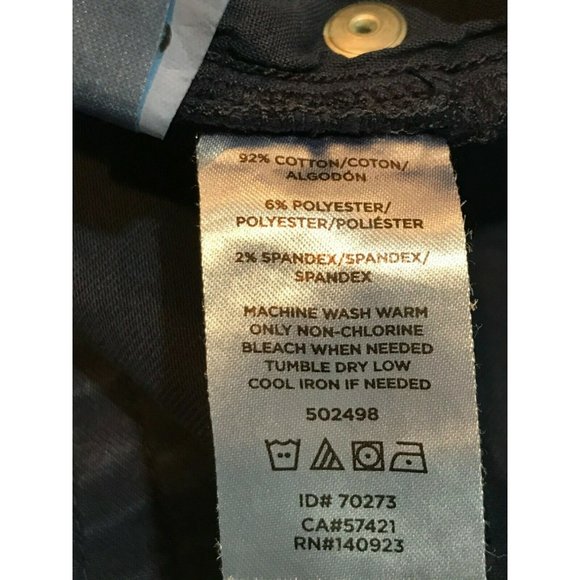 92% COTTON/COTON/
ALGODÓN
6% POLYESTER/
POLYESTER/POLIÉSTER
2% SPANDEX/SPANDEX/
SPANDEX
MACHINE WASH WARM
ONLY NON-CHLORINE
BLEACH WHEN NEEDED
TUMBLE DRY LOW
COOL IRON IF NEEDED
502498
ID# 70273
CA#57421
RN#140923